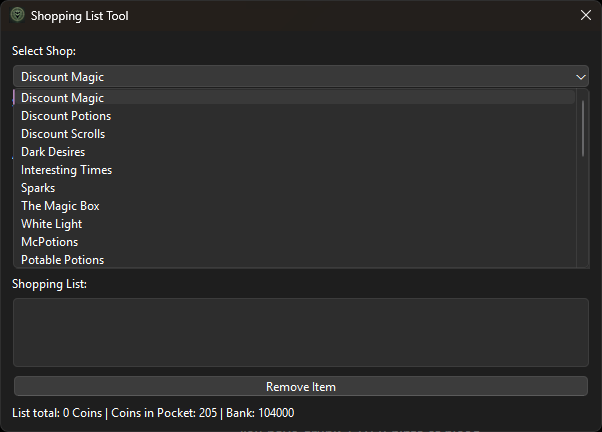 Shopping List Tool
Select Shop:
Discount Magic
Discount Magic
Discount Potions
Discount Scrolls
Dark Desires
Interesting Times
Sparks
The Magic Box
White Light
McPotions
Potable Potions
Shopping List:
Remove Item
List total: 0 Coins | Coins in Pocket: 205 | Bank: 104000